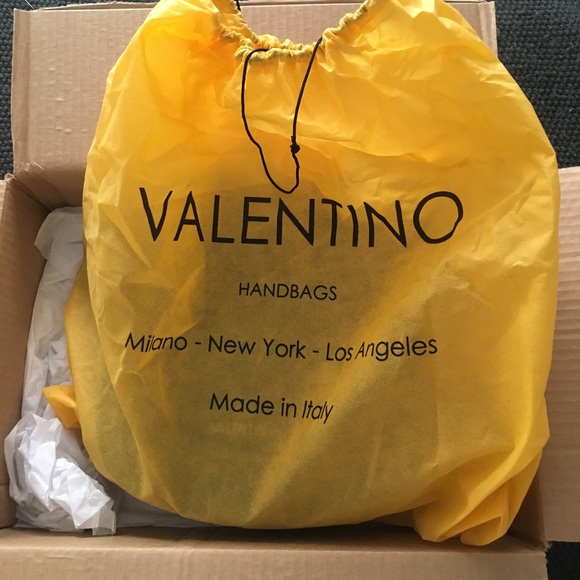 VALENTINO
HANDBAGS
Milano - New York - Los Angeles
Made in Italy